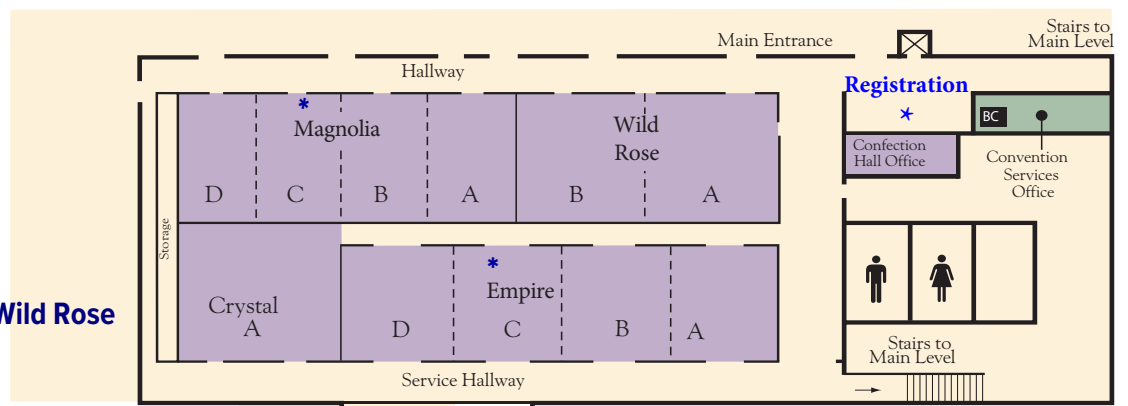 Stairs to
Main Level
Main Entrance
Hallway
Registration
*
*
Magnolia
Wild
Rose
BC
Confection
Hall Office
Convention
Services
Office
D
C
B
A
B
A
Storage
*
Empire
Wild Rose
Crystal
A
D
C
B
A
Stairs to
Main Level
Service Hallway